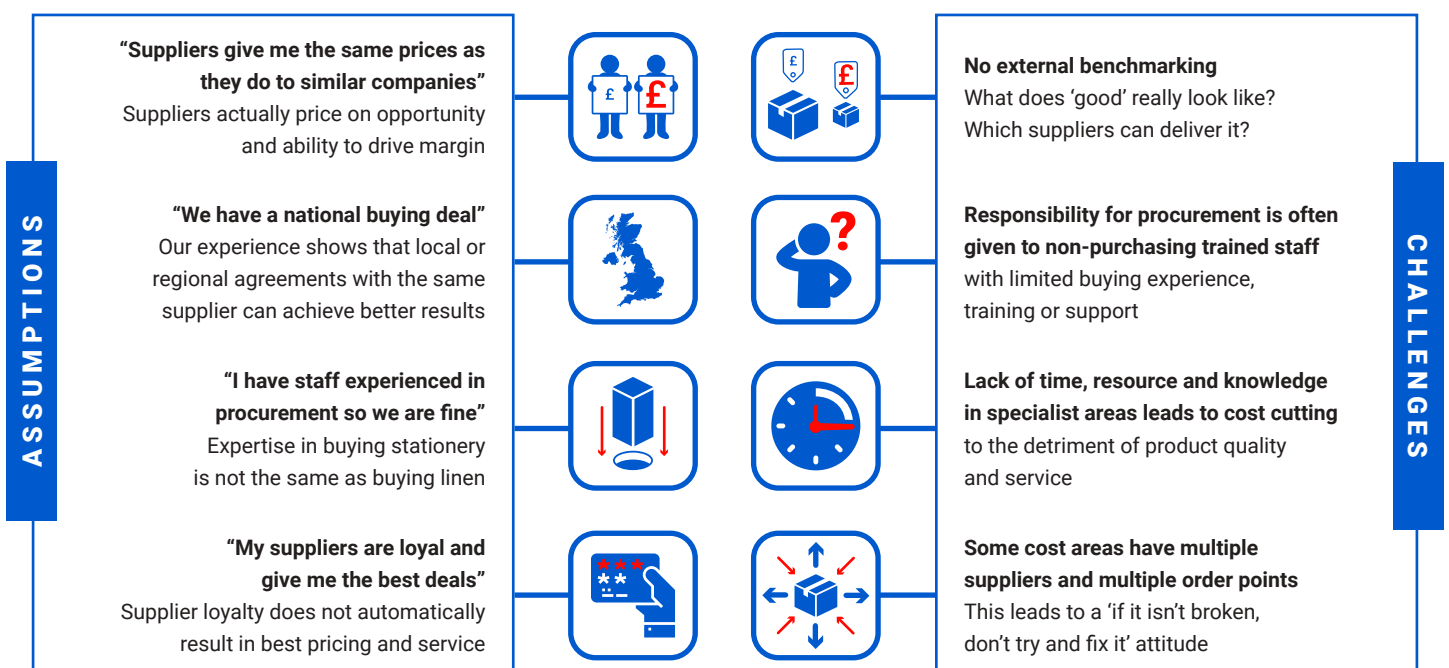 ASSUMPTIONS
“Suppliers give me the same prices as
they do to similar companies”
Suppliers actually price on opportunity
and ability to drive margin
“We have a national buying deal”
Our experience shows that local or
regional agreements with the same
supplier can achieve better results
“I have staff experienced in
procurement so we are fine”
Expertise in buying stationery
is not the same as buying linen
“My suppliers are loyal and
give me the best deals”
Supplier loyalty does not automatically
result in best pricing and service
£
£
£
£
?
***
**
CHALLENGES
No external benchmarking
What does ‘good’ really look like?
Which suppliers can deliver it?
Responsibility for procurement is often
given to non-purchasing trained staff
with limited buying experience,
training or support
Lack of time, resource and knowledge
in specialist areas leads to cost cutting
to the detriment of product quality
and service
Some cost areas have multiple
suppliers and multiple order points
This leads to a ‘if it isn’t broken,
don’t try and fix it’ attitude